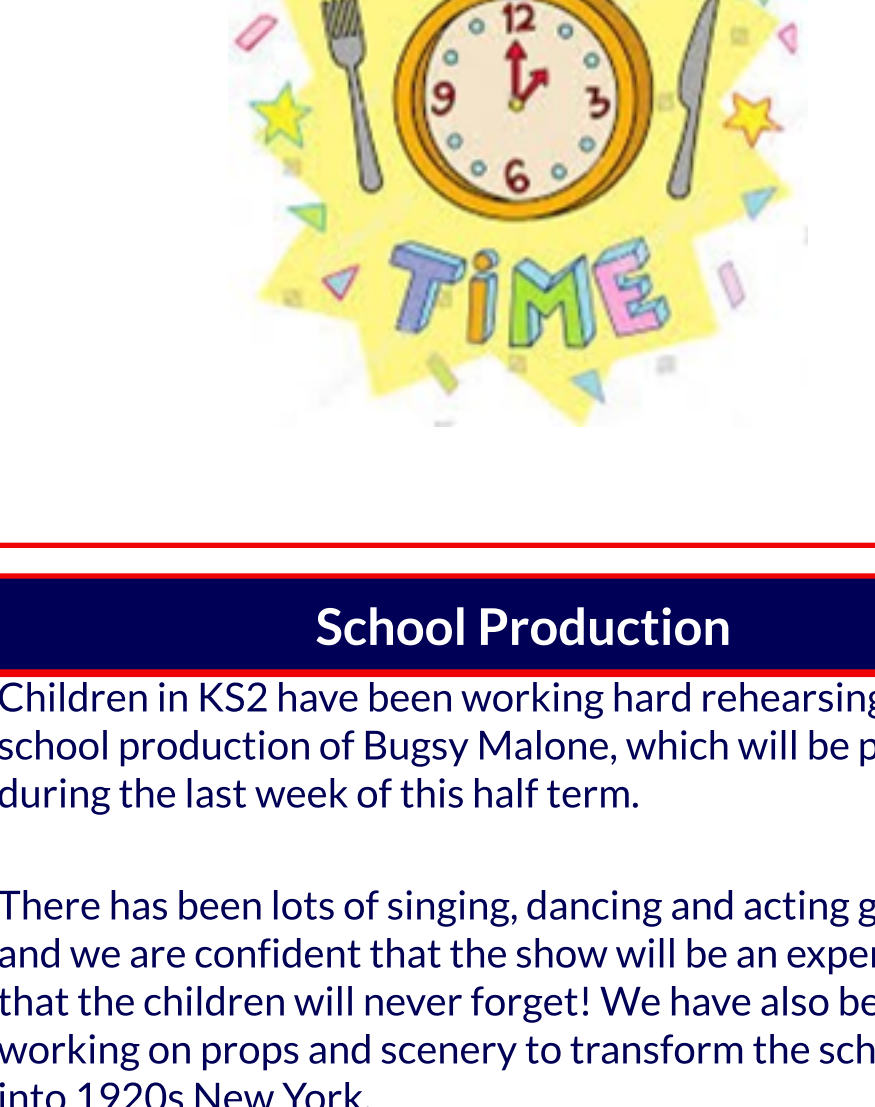 12
9 3
6
TiME
School Production
Children in KS2 have been working hard rehearsing
school production of Bugsy Malone, which will be p
during the last week of this half term.
There has been lots of singing, dancing and acting g
and we are confident that the show will be an exper
that the children will never forget! We have also be
working on props and scenery to transform the sch
into 1920s New York.